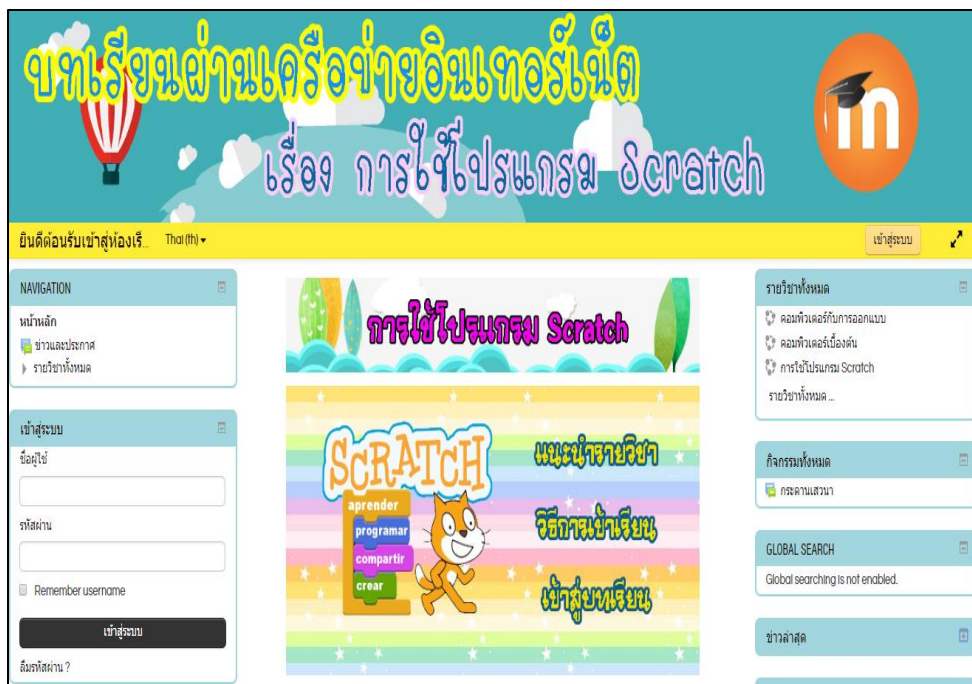 บทเรียนผ่านเครือข่ายอินเทอร์เน็ต
เรื่อง การใช้โปรแกรม Scratch
m
ยินดีต้อนรับเข้าสู่ห้องเรี...
Thai (th)
เข้าสู่ระบบ
NAVIGATION
หน้าหลัก
ข่าวและประกาศ
รายวิชาทั้งหมด
เข้าสู่ระบบ
ชื่อผู้ใช้
รหัสผ่าน
Remember username
เข้าสู่ระบบ
ลืมรหัสผ่าน ?
การใช้โปรแกรม Scratch
SCRATCH
aprender
programar
compartir
crear
แนะนำรายวิชา
วิธีการเข้าเรียน
เข้าสู่บทเรียน
รายวิชาทั้งหมด
คอมพิวเตอร์กับการออกแบบ
คอมพิวเตอร์เบื้องต้น
การใช้โปรแกรม Scratch
รายวิชาทั้งหมด ...
กิจกรรมทั้งหมด
กระดานเสวนา
GLOBAL SEARCH
Global searching is not enabled.
ข่าวล่าสุด